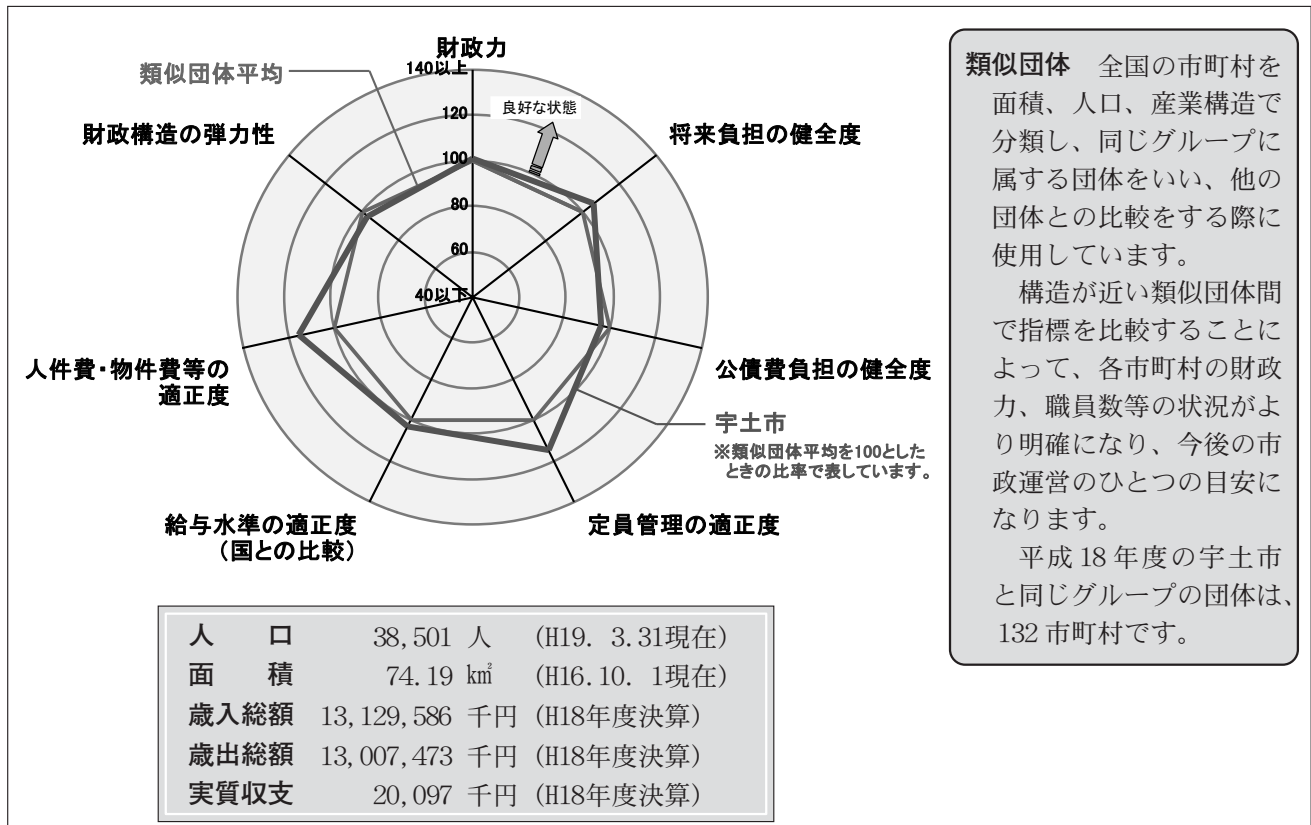 財政力
140以上
120
100
80
60
40以下
類似団体平均
良好な状態
財政構造の弾力性
将来負担の健全度
人件費・物件費等の
適正度
公債費負担の健全度
宇土市
※類似団体平均を100とした
ときの比率で表しています。
給与水準の適正度
（国との比較）
定員管理の適正度
人　　口　38,501 人　(H19. 3.31現在)
面　　積　74.19 ㎢　(H16.10. 1現在)
歳入総額　13,129,586 千円　(H18年度決算)
歳出総額　13,007,473 千円　(H18年度決算)
実質収支　20,097 千円　(H18年度決算)
類似団体　全国の市町村を
面積、人口、産業構造で
分類し、同じグループに
属する団体をいい、他の
団体との比較をする際に
使用しています。
構造が近い類似団体間
で指標を比較することに
よって、各市町村の財政
力、職員数等の状況がよ
り明確になり、今後の市
政運営のひとつの目安に
なります。
平成 18 年度の宇土市
と同じグループの団体は、
132 市町村です。